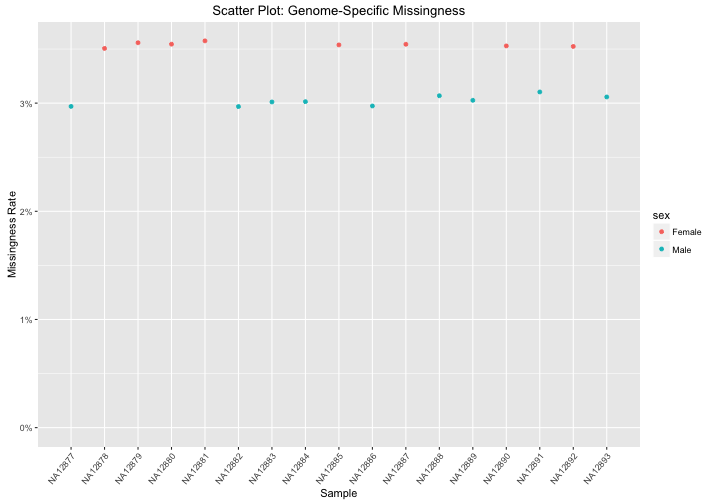 Scatter Plot: Genome-Specific Missingness
Missingness Rate
3%
2%
1%
0%
NA12877
NA12878
NA12879
NA12880
NA12881
NA12882
NA12883
NA12884
NA12885
NA12886
NA12887
NA12888
NA12889
NA12890
NA12891
NA12892
NA12893
Sample
sex
Female
Male